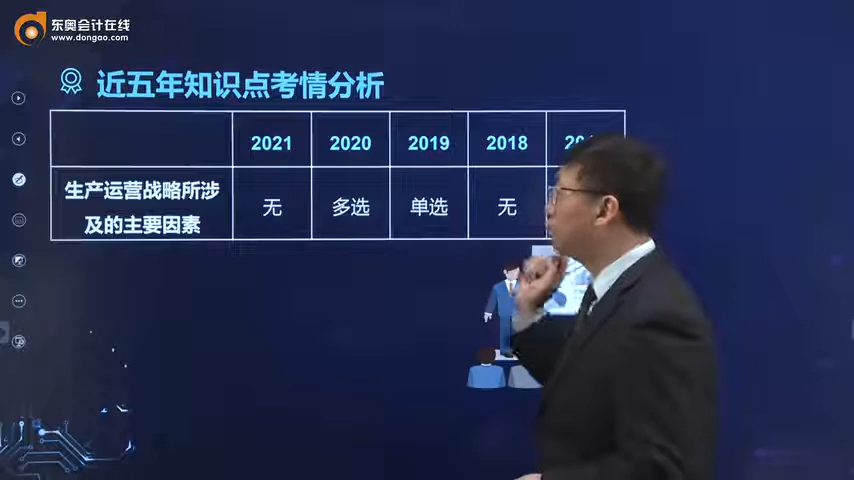 东奥会计在线
www.dongao.com
近五年知识点考情分析
2021 2020 2019 2018
生产运营战略所涉及的主要因素 无 多选 单选 无